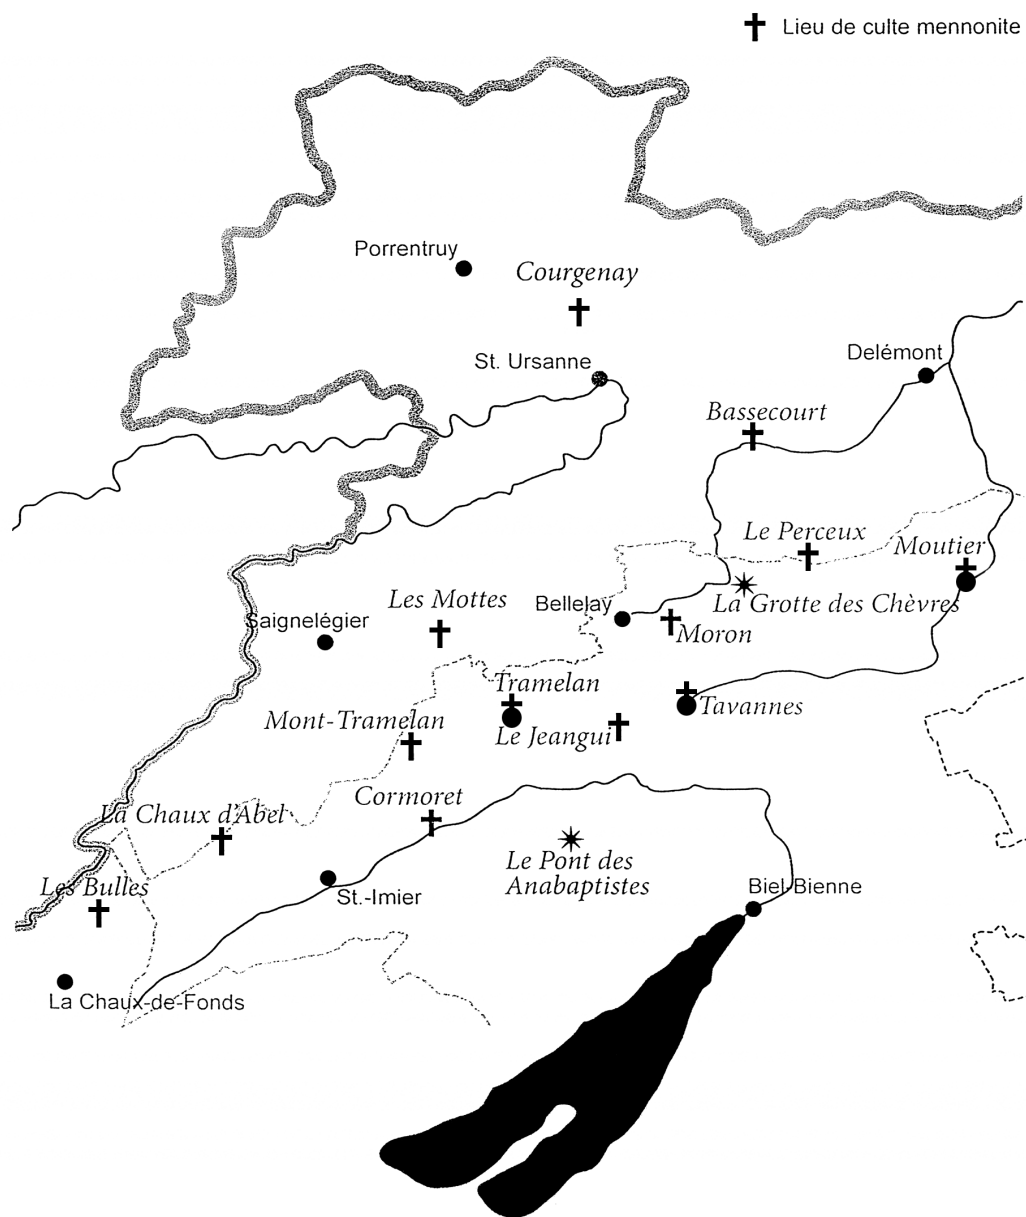 Lieu de culte mennonite
Porrentruy
Courgenay
St. Ursanne
Delémont
Bassecourt
Le Perceux
Moutier
Les Mottes
Bellelay
La Grotte des Chèvres
Saignelégier
Moron
Tramelan
Tavannes
Mont-Tramelan
Le Jeangui
Cormoret
La Chaux d'Abel
Le Pont des
Anabaptistes
Les Bulles
St.-Imier
Biel-Bienne
La Chaux-de-Fonds